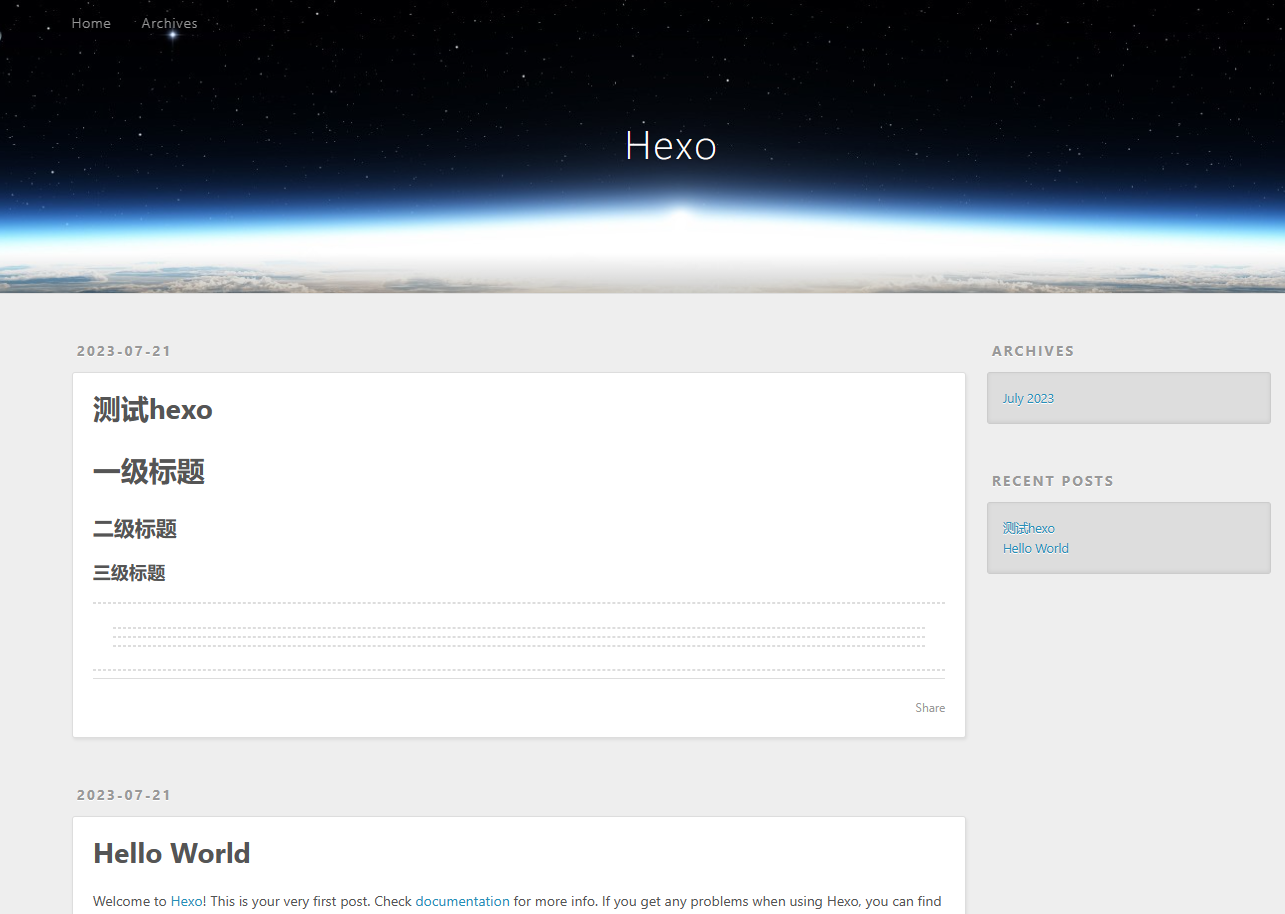 Home Archives
Hexo
2023-07-21
测试hexo
一级标题
二级标题
三级标题
Share
2023-07-21
Hello World
Welcome to Hexo! This is your very first post. Check documentation for more info. If you get any problems when using Hexo, you can find
ARCHIVES
July 2023
RECENT POSTS
测试hexo
Hello World